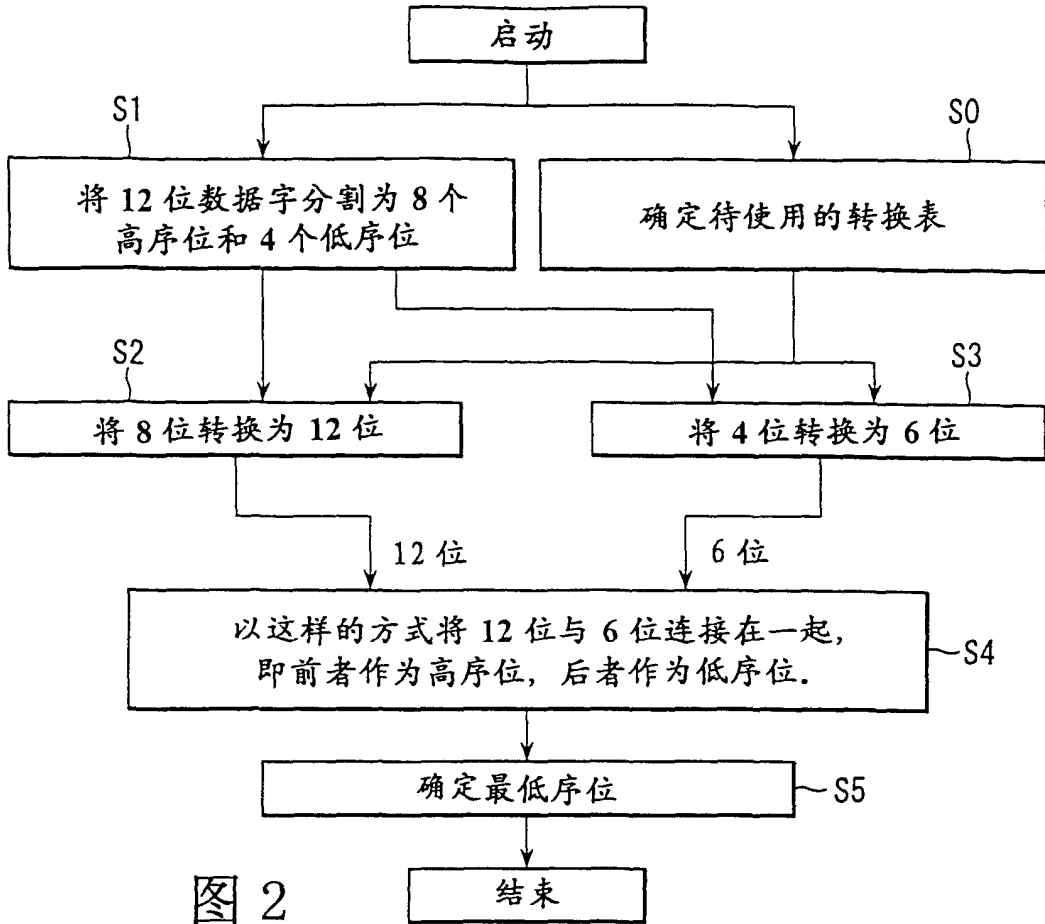 启动
S1
S0
将 12 位数据字分割为 8 个
高序位和 4 个低序位
确定待使用的转换表
S2
S3
将 8 位转换为 12 位
将 4 位转换为 6 位
12 位
6 位
以这样的方式将 12 位与 6 位连接在一起,
即前者作为高序位, 后者作为低序位.
S4
确定最低序位
S5
结束
图 2